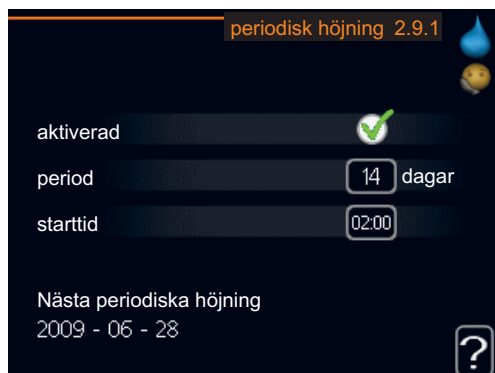 periodisk höjning 2.9.1
aktiverad
period 14 dagar
starttid 02:00
Nästa periodiska höjning
2009 - 06 - 28
?